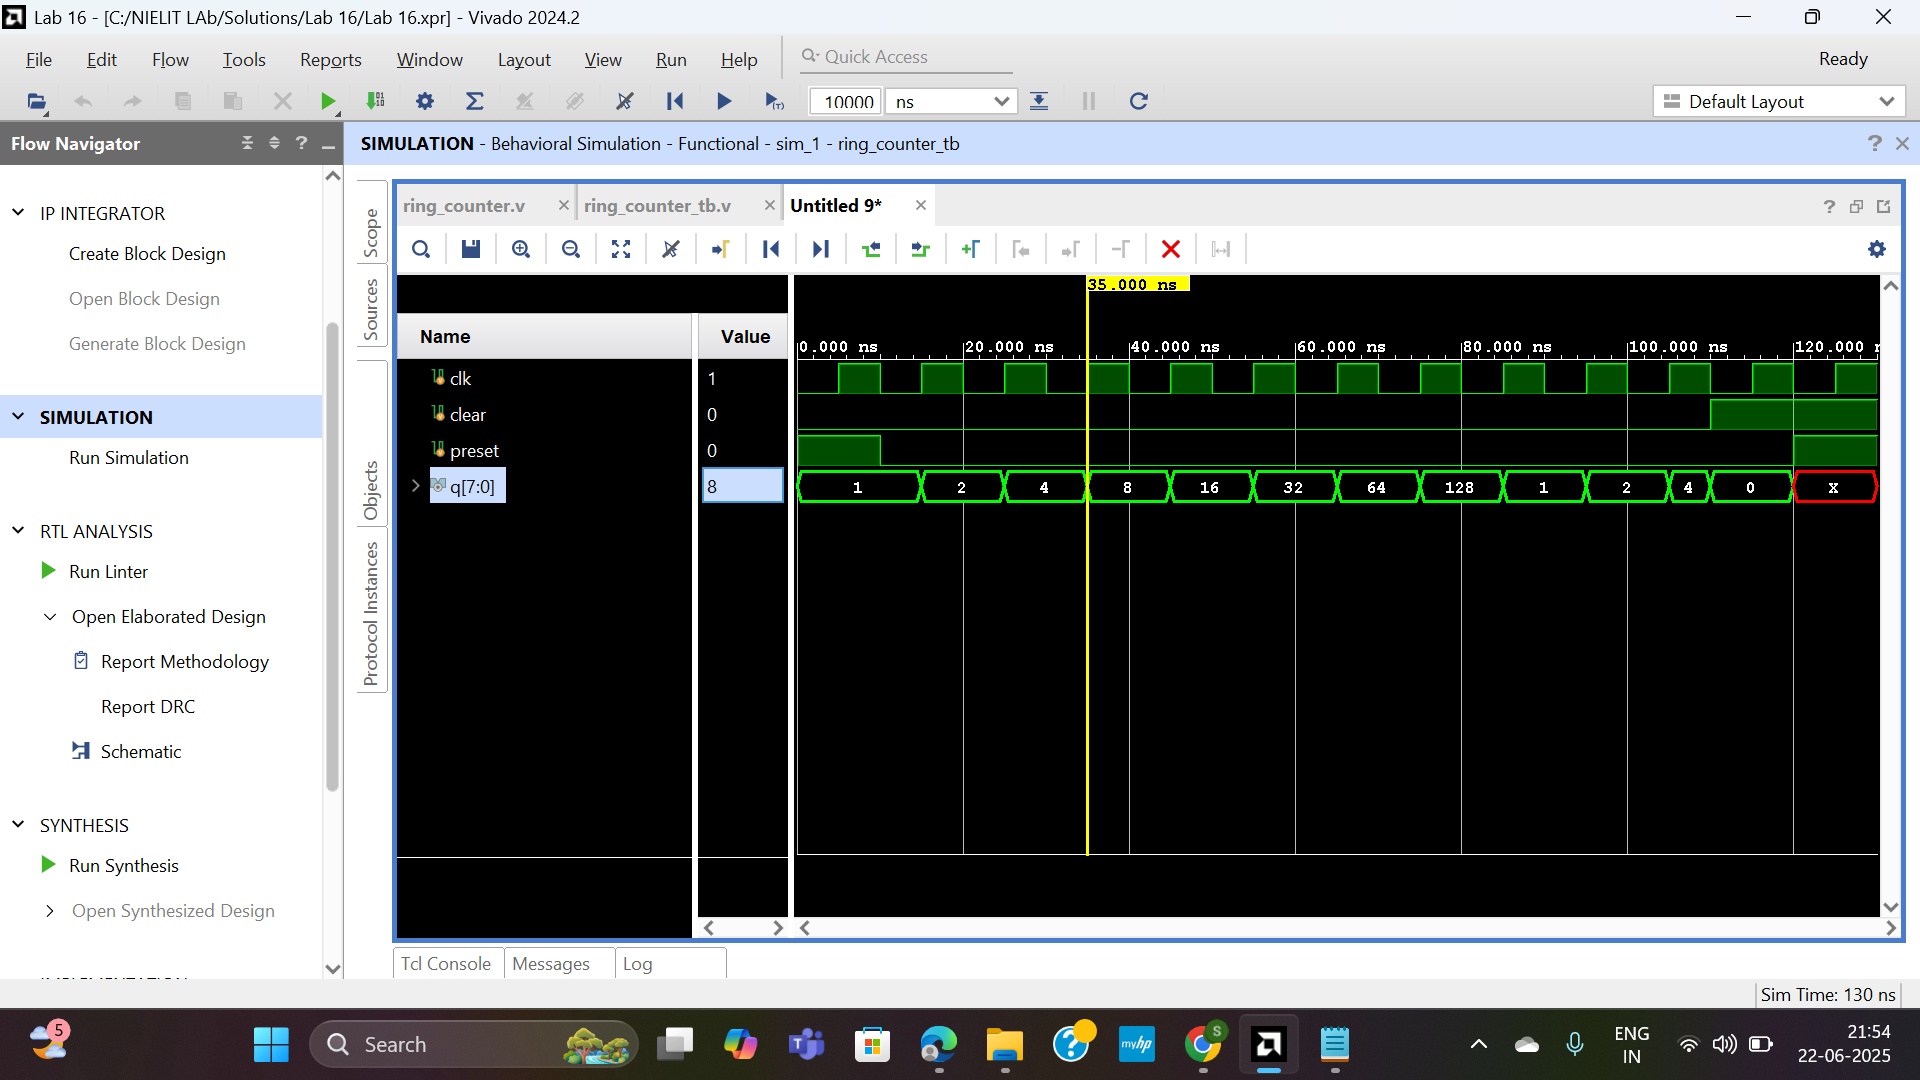 Lab 16 - [C:/NIELIT LAb/Solutions/Lab 16/Lab 16.xpr] - Vivado 2024.2
File Edit Flow Tools Reports Window Layout View Run Help Quick Access Ready
10000 ns Default Layout
Flow Navigator
SIMULATION - Behavioral Simulation - Functional - sim_1 - ring_counter_tb
IP INTEGRATOR
Create Block Design
Open Block Design
Generate Block Design
SIMULATION
Run Simulation
RTL ANALYSIS
Run Linter
Open Elaborated Design
Report Methodology
Report DRC
Schematic
SYNTHESIS
Run Synthesis
Open Synthesized Design
Scope
Sources
Objects
Protocol Instances
ring_counter.v ring_counter_tb.v Untitled 9*
35.000 ns
Name Value
0.000 ns 20.000 ns 40.000 ns 60.000 ns 80.000 ns 100.000 ns 120.000
clk 1
clear 0
preset 0
q[7:0] 8 1 2 4 8 16 32 64 128 1 2 4 0 X
Tcl Console Messages Log
Sim Time: 130 ns
5 Search T myhp S ENG 21:54
IN 22-06-2025